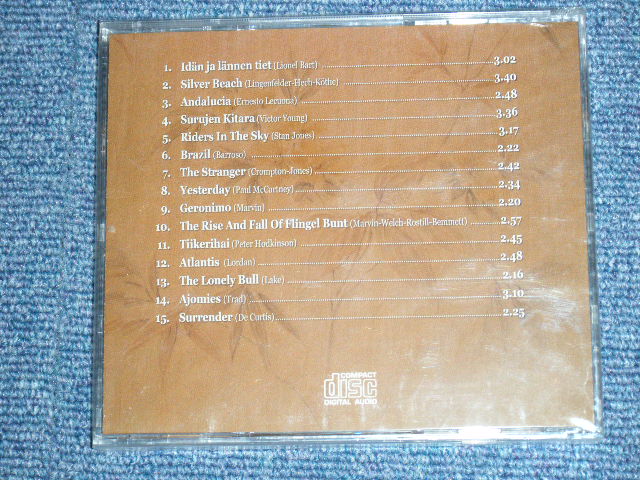 1. Idän ja lännen tiet (Lionel Bart) 3.02
2. Silver Beach (Lingenfelder-Hech-Köthe) 3.40
3. Andalucia (Ernesto Lecuona) 2.48
4. Surujen Kitara (Victor Young) 3.36
5. Riders In The Sky (Stan Jones) 3.17
6. Brazil (Barroso) 2.22
7. The Stranger (Crompton-Jones) 2.42
8. Yesterday (Paul McCartney) 2.34
9. Geronimo (Marvin) 2.20
10. The Rise And Fall Of Flingel Bunt (Marvin-Welch-Rostill-Bennett) 2.57
11. Tiikerihai (Peter Hodkinson) 2.45
12. Atlantis (Lordan) 2.48
13. The Lonely Bull (Lake) 2.16
14. Ajomies (Trad) 3.10
15. Surrender (De Curtis) 2.25
COMPACT
disc
DIGITAL AUDIO